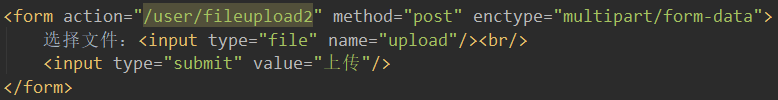 <form action="/user/fileupload2" method="post" enctype="multipart/form-data">
选择文件：<input type="file" name="upload"/><br/>
<input type="submit" value="上传"/>
</form>